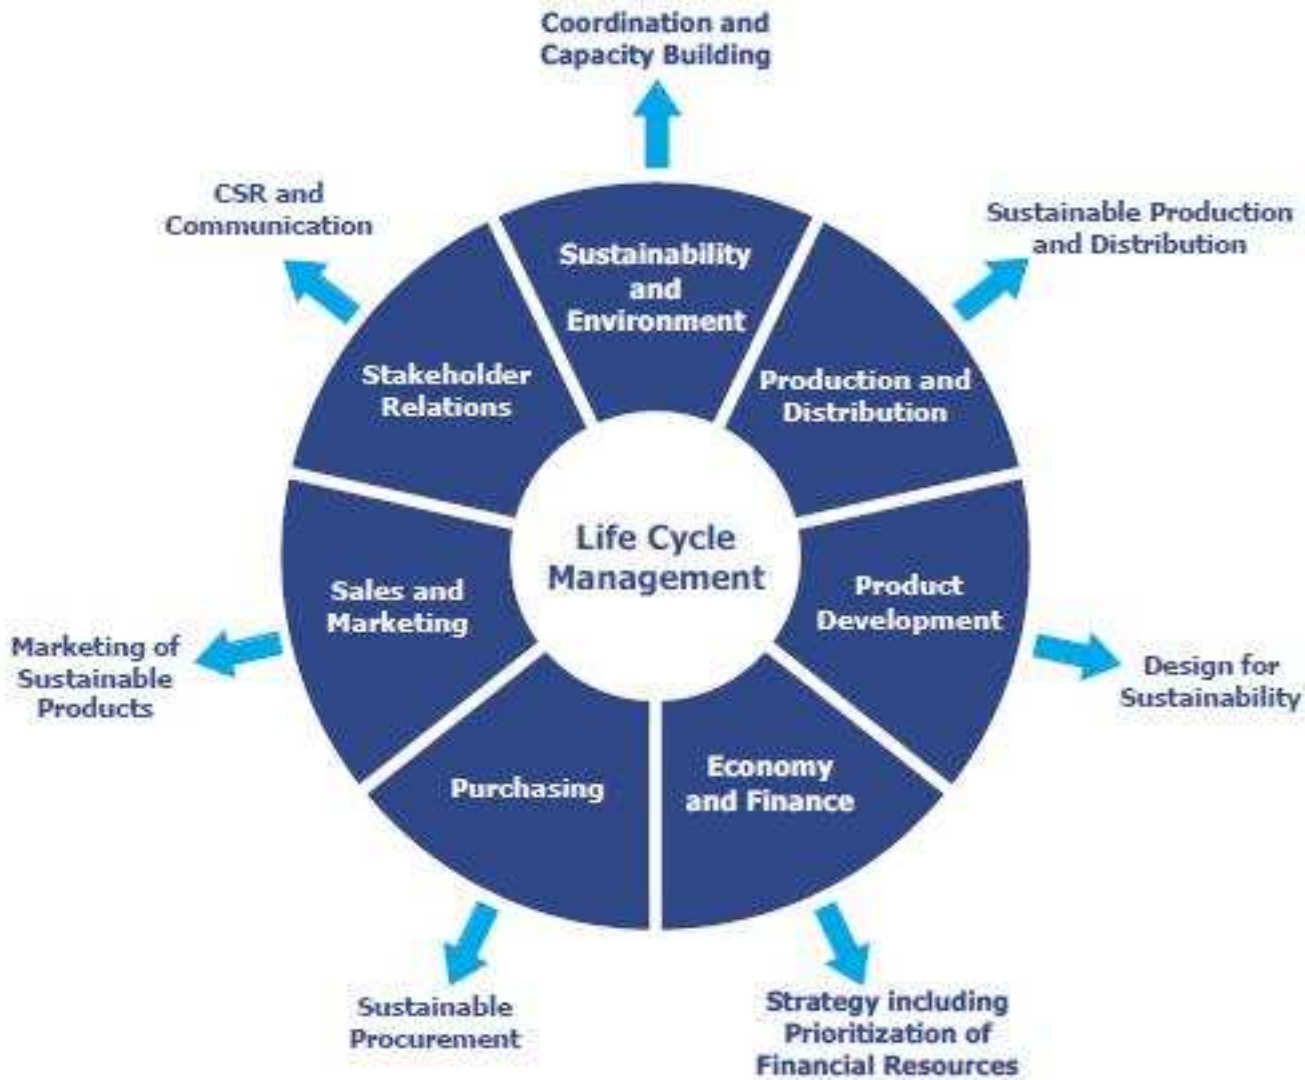 Coordination and
Capacity Building
CSR and
Communication
Sustainable Production
and Distribution
Sustainability
and
Environment
Stakeholder
Relations
Production and
Distribution
Life Cycle
Management
Sales and
Marketing
Product
Development
Marketing of
Sustainable
Products
Design for
Sustainability
Purchasing
Economy
and Finance
Sustainable
Procurement
Strategy including
Prioritization of
Financial Resources